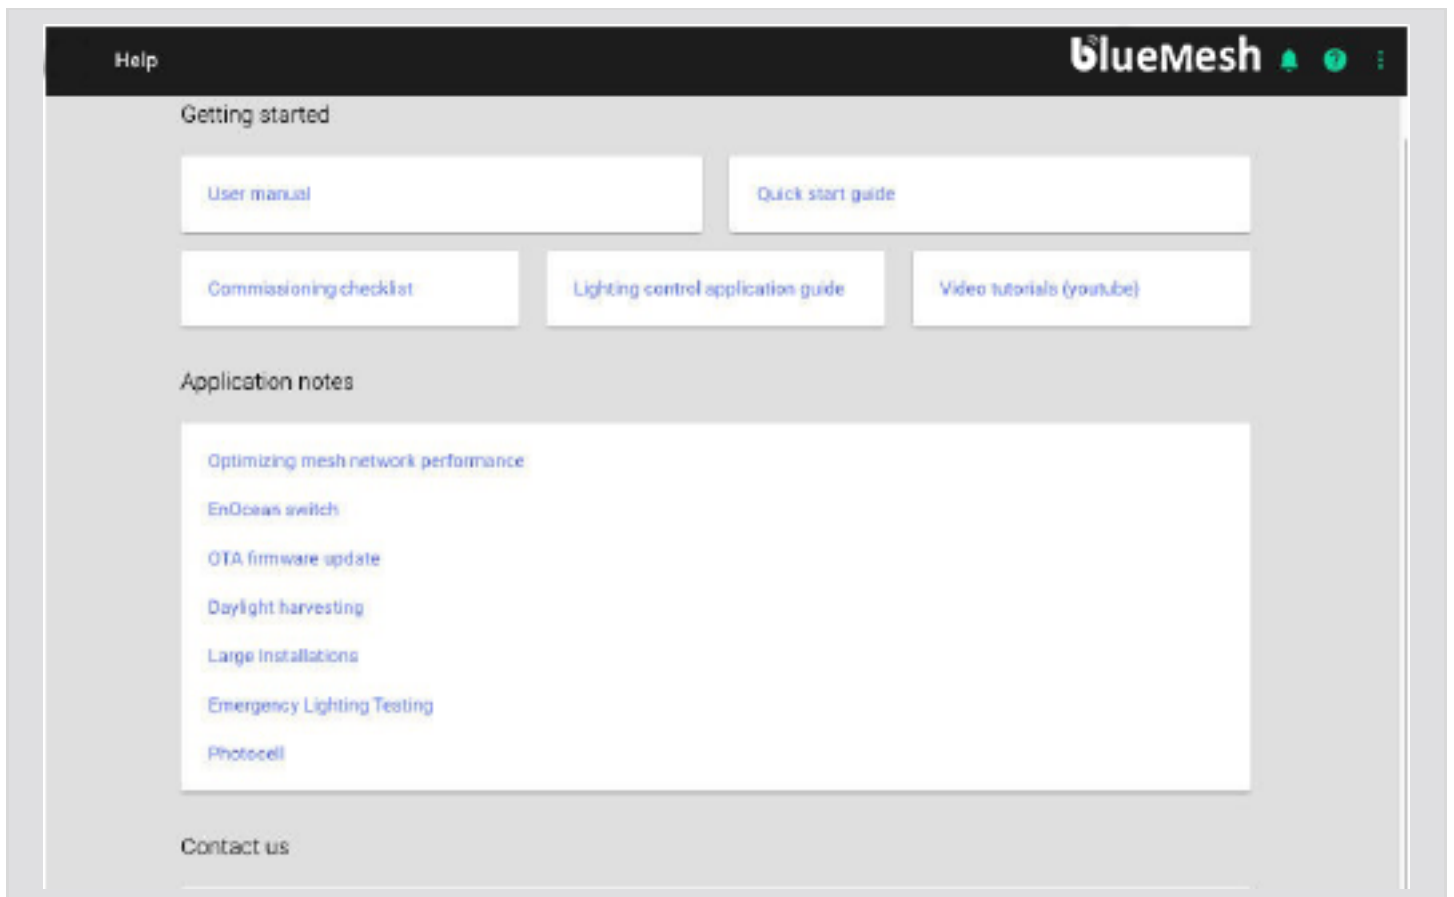 Help
blueMesh
Getting started
User manual
Quick start guide
Commissioning checklist
Lighting control application guide
Video tutorials (youtube)
Application notes
Optimizing mesh network performance
EnOcean switch
OTA firmware update
Daylight harvesting
Large Installations
Emergency Lighting Testing
Photocell
Contact us